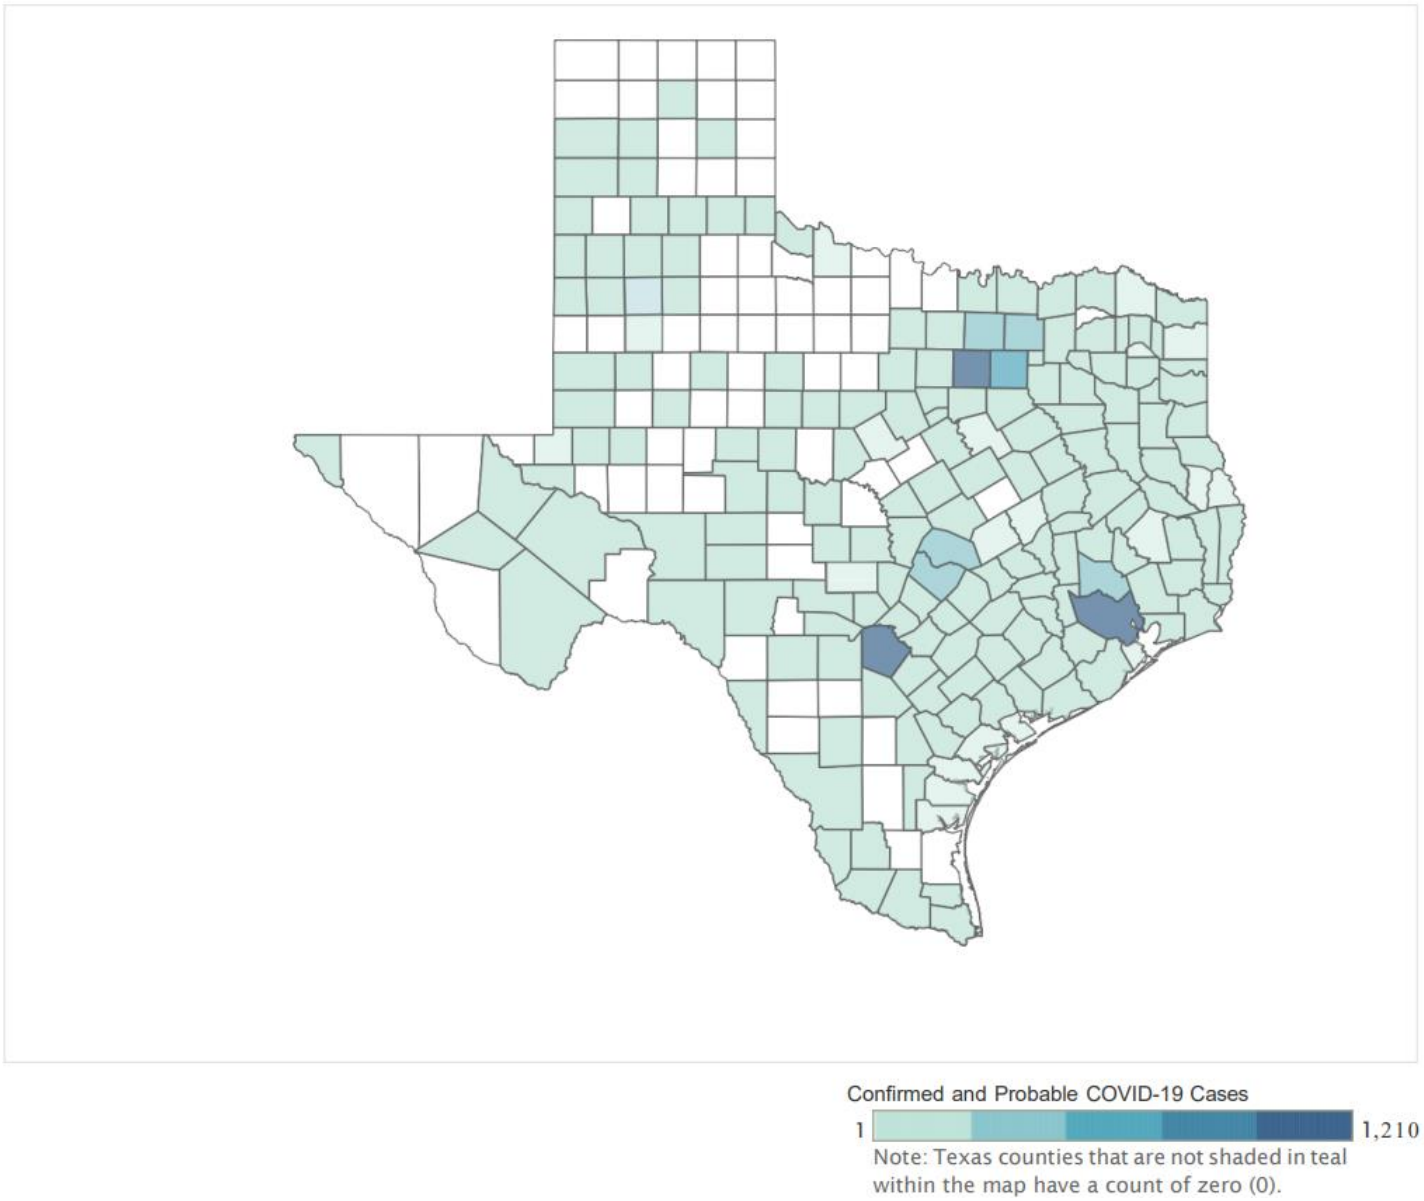 Confirmed and Probable COVID-19 Cases
1 1,210
Note: Texas counties that are not shaded in teal
within the map have a count of zero (0).